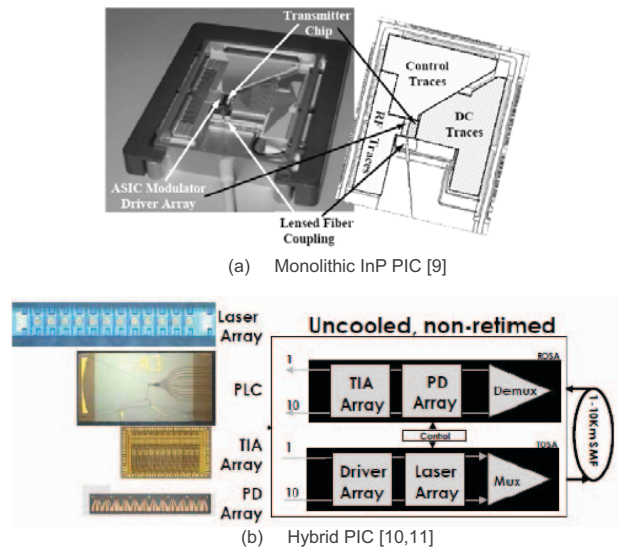 Transmitter
Chip
Control
Traces
DC
Traces
RF Traces
ASIC Modulator
Driver Array
Lensed Fiber
Coupling
(a) Monolithic InP PIC [9]
Laser
Array
PLC
TIA
Array
PD
Array
Uncooled, non-retimed
ROSA
1
10
TIA
Array
PD
Array
Demux
Control
TOSA
1
10
Driver
Array
Laser
Array
Mux
1-10Km SMF
(b) Hybrid PIC [10,11]